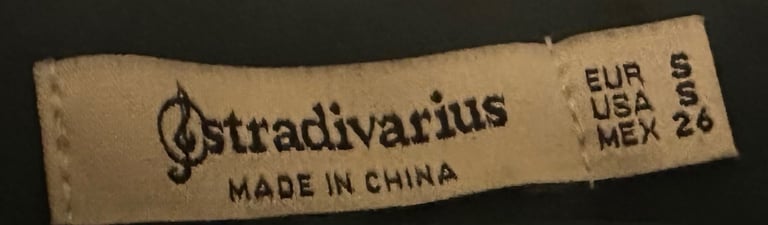 stradivarius
MADE IN CHINA
EUR S
USA S
MEX 26